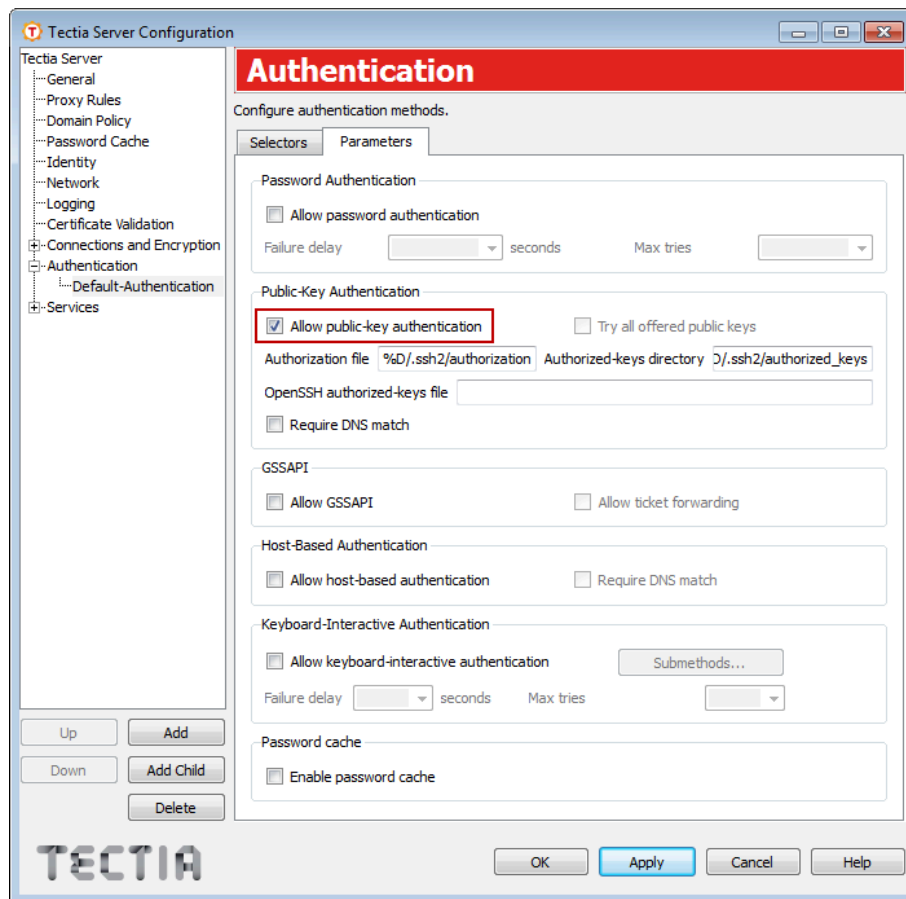 Tectia Server Configuration
Tectia Server
General
Proxy Rules
Domain Policy
Password Cache
Identity
Network
Logging
Certificate Validation
Connections and Encryption
Authentication
Default-Authentication
Services
Up
Add
Down
Add Child
Delete
Authentication
Configure authentication methods.
Selectors Parameters
Password Authentication
Allow password authentication
Failure delay seconds Max tries
Public-Key Authentication
Allow public-key authentication Try all offered public keys
Authorization file %D/.ssh2/authorization Authorized-keys directory D/.ssh2/authorized_keys
OpenSSH authorized-keys file
Require DNS match
GSSAPI
Allow GSSAPI Allow ticket forwarding
Host-Based Authentication
Allow host-based authentication Require DNS match
Keyboard-Interactive Authentication
Allow keyboard-interactive authentication Submethods...
Failure delay seconds Max tries
Password cache
Enable password cache
TECTIA
OK Apply Cancel Help